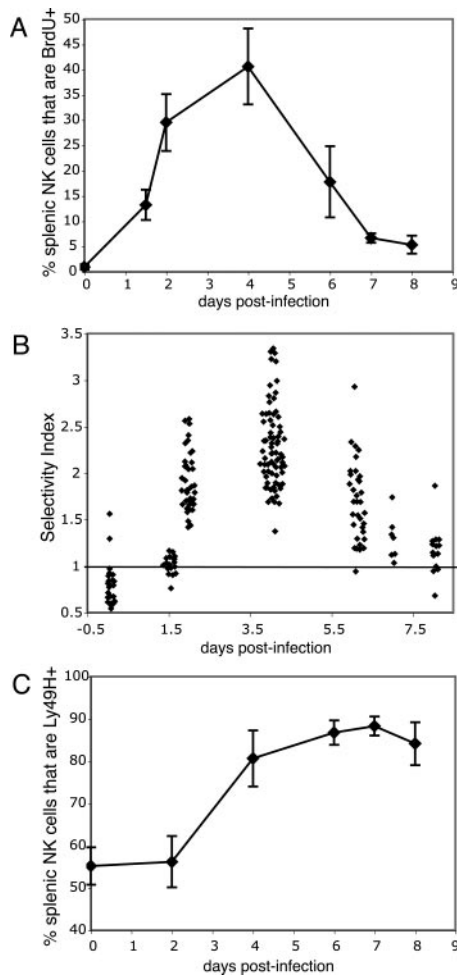 A
% splenic NK cells that are BrdU+
50
45
40
35
30
25
20
15
10
5
0
0 1 2 3 4 5 6 7 8 9
days post-infection
B
Selectivity Index
3.5
3
2.5
2
1.5
1
0.5
-0.5 1.5 3.5 5.5 7.5
days post-infection
C
% splenic NK cells that are Ly49H+
100
90
80
70
60
50
40
0 1 2 3 4 5 6 7 8 9
days post-infection